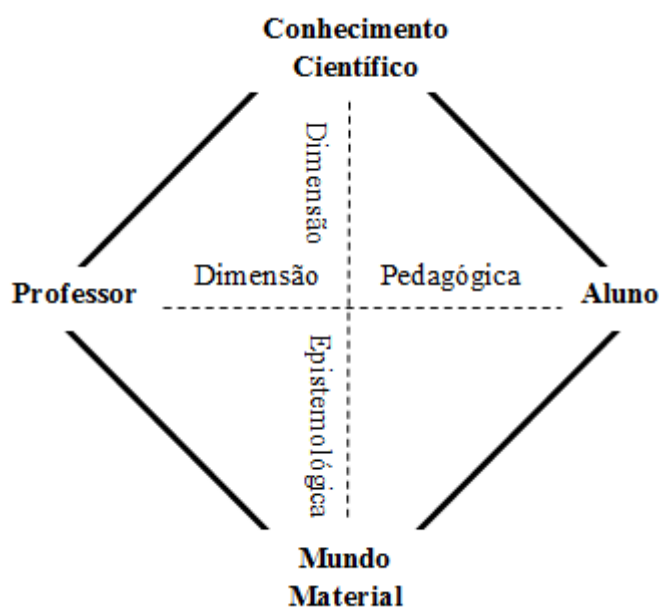 Conhecimento
Científico
Dimensão
Dimensão Pedagógica
Professor
Aluno
Epistemológica
Mundo
Material